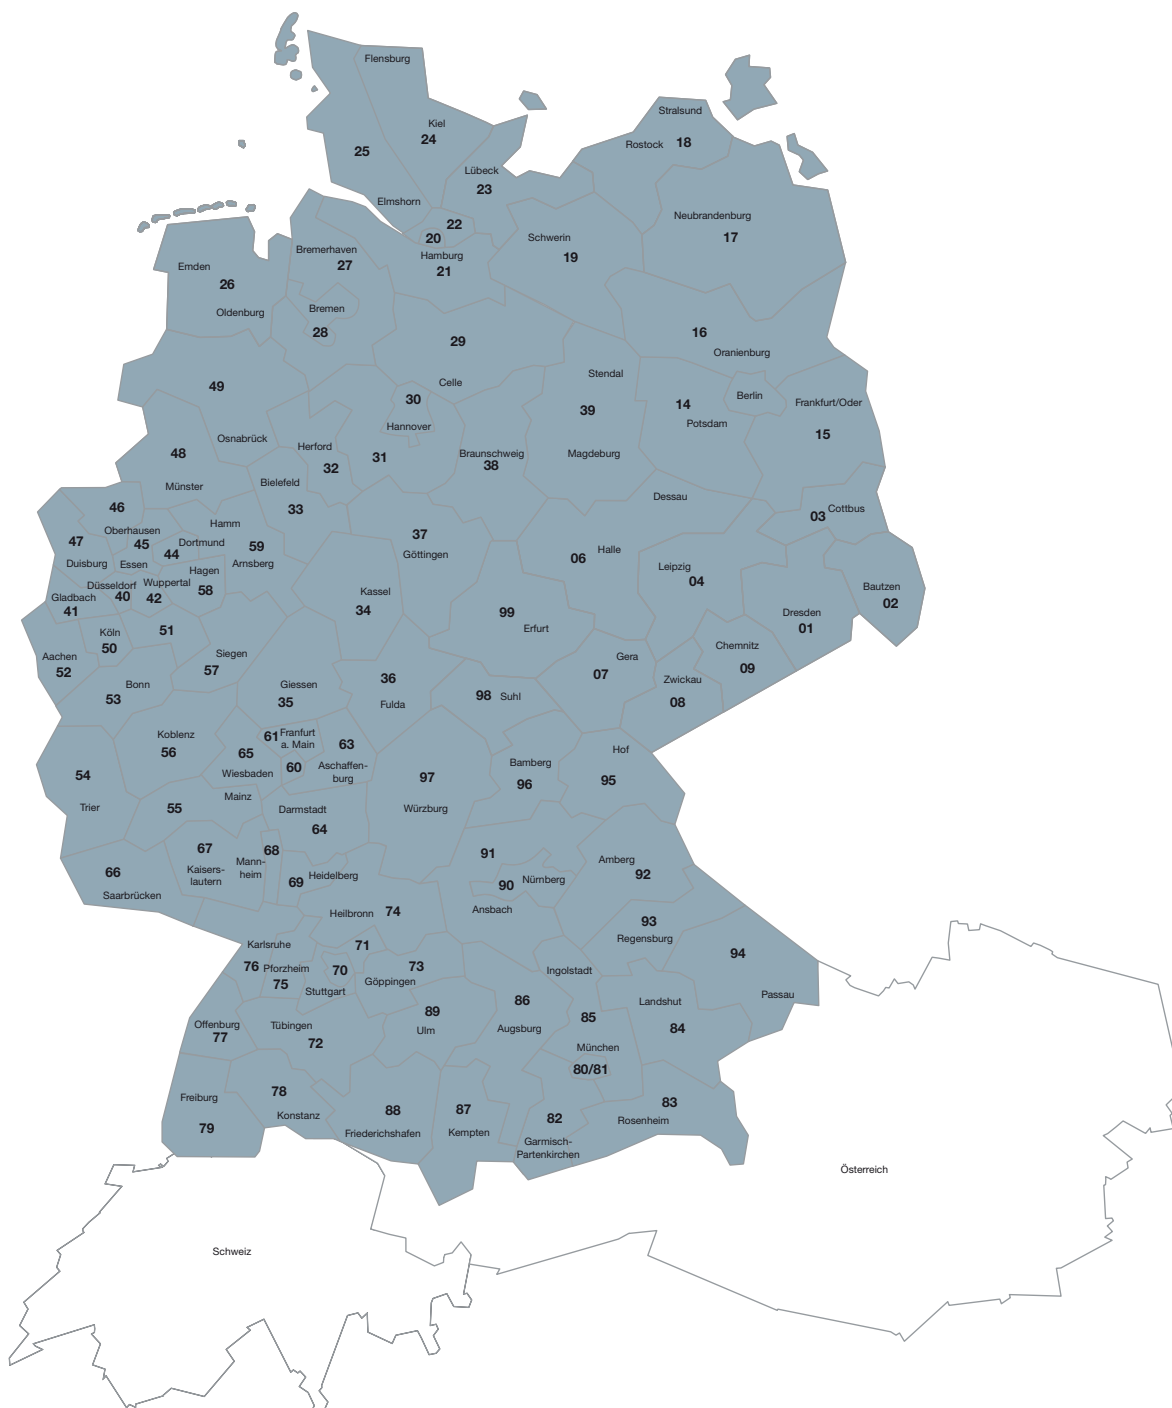 Flensburg
Kiel
24
25
Stralsund
Rostock 18
Lübeck
23
Elmshorn
22
20
Hamburg
21
Neubrandenburg
17
Schwerin
19
Bremerhaven
27
Emden
26
Oldenburg
Bremen
28
29
16
Oranienburg
Celle
30
Hannover
Stendal
39
Magdeburg
14
Potsdam
Berlin
Frankfurt/Oder
15
49
Osnabrück
48
Münster
Herford
32
31
Braunschweig
38
Bielefeld
33
Dessau
03 Cottbus
46
Oberhausen
45
47
Duisburg
Essen
Hamm
Dortmund
44
59
Arnsberg
37
Göttingen
06
Halle
Leipzig
04
Bautzen
02
Düsseldorf
40
Wuppertal
42
Hagen
58
Gladbach
41
Kassel
34
99
Erfurt
Dresden
01
Köln
50
51
Aachen
52
Siegen
57
Bonn
53
Chemnitz
09
Gera
07
Zwickau
08
Giessen
35
36
Fulda
98 Suhl
Koblenz
56
61
Franfurt
a. Main
63
65
Wiesbaden
60
Aschaffen-
burg
Hof
95
Bamberg
96
54
Trier
55
Mainz
97
Würzburg
Darmstadt
64
67
Kaisers-
lautern
68
Mann-
heim
69
Heidelberg
66
Saarbrücken
91
90
Nürnberg
Ansbach
Amberg
92
Heilbronn 74
93
Regensburg
94
Passau
Karlsruhe
76
Pforzheim
75
71
70
Stuttgart
73
Göppingen
Ingolstadt
86
Augsburg
85
München
80/81
Landshut
84
Offenburg
77
Tübingen
72
89
Ulm
Freiburg
79
78
Konstanz
88
Friederichshafen
87
Kempten
82
Garmisch-
Partenkirchen
83
Rosenheim
Österreich
Schweiz